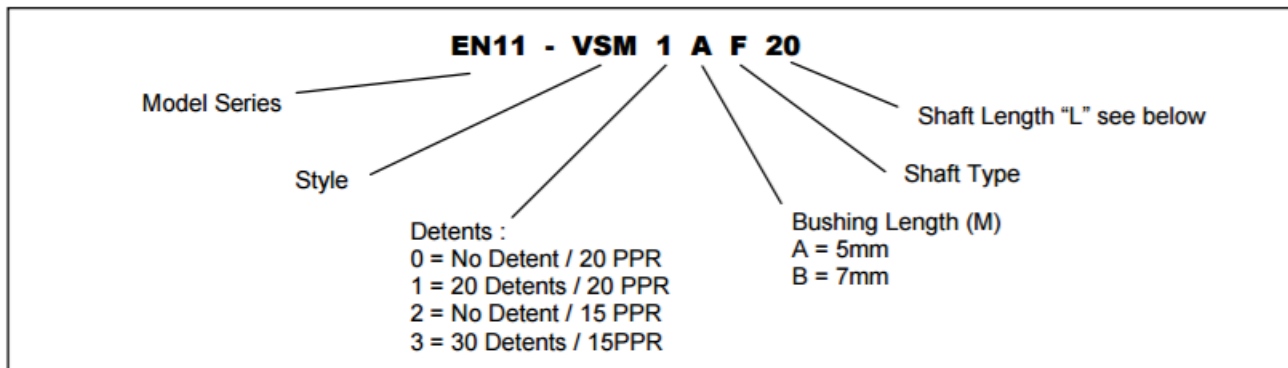 EN11 - VSM 1 A F 20
Model Series
Shaft Length “L” see below
Style
Shaft Type
Detents :
0 = No Detent / 20 PPR
1 = 20 Detents / 20 PPR
2 = No Detent / 15 PPR
3 = 30 Detents / 15PPR
Bushing Length (M)
A = 5mm
B = 7mm